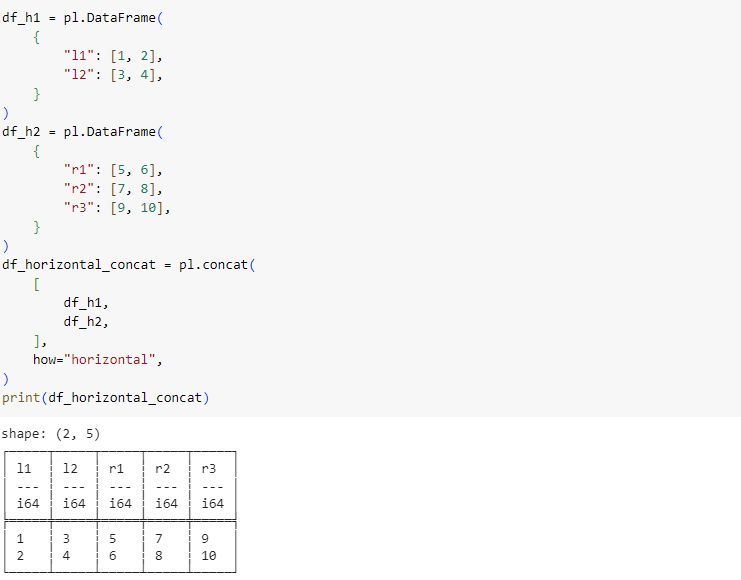 df_h1 = pl.DataFrame(
    {
        "l1": [1, 2],
        "l2": [3, 4],
    }
)
df_h2 = pl.DataFrame(
    {
        "r1": [5, 6],
        "r2": [7, 8],
        "r3": [9, 10],
    }
)
df_horizontal_concat = pl.concat(
    [
        df_h1,
        df_h2,
    ],
    how="horizontal",
)
print(df_horizontal_concat)
shape: (2, 5)
l1 l2 r1 r2 r3
--- --- --- --- ---
i64 i64 i64 i64 i64
1 3 5 7 9
2 4 6 8 10